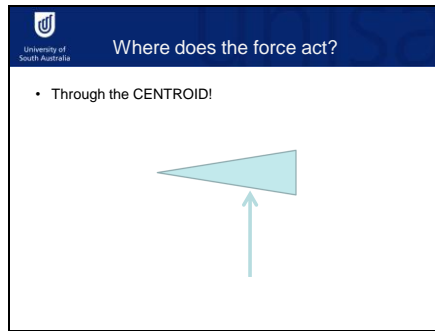 University of
South Australia
Where does the force act?
• Through the CENTROID!